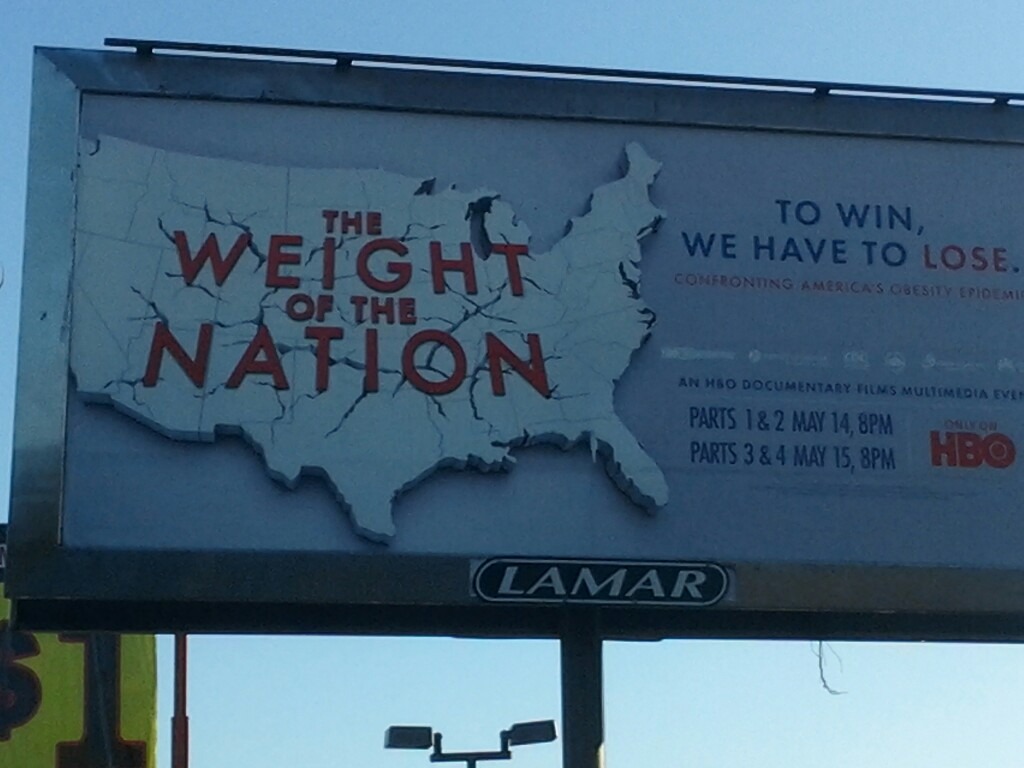 THE
WEIGHT
OF THE
NATION
TO WIN,
WE HAVE TO LOSE.
CONFRONTING AMERICA'S OBESITY EPIDEMI
AN HBO DOCUMENTARY FILMS MULTIMEDIA EVEN
PARTS 1 & 2 MAY 14, 8PM
PARTS 3 & 4 MAY 15, 8PM
ONLY ON
HBO
LAMAR
$1